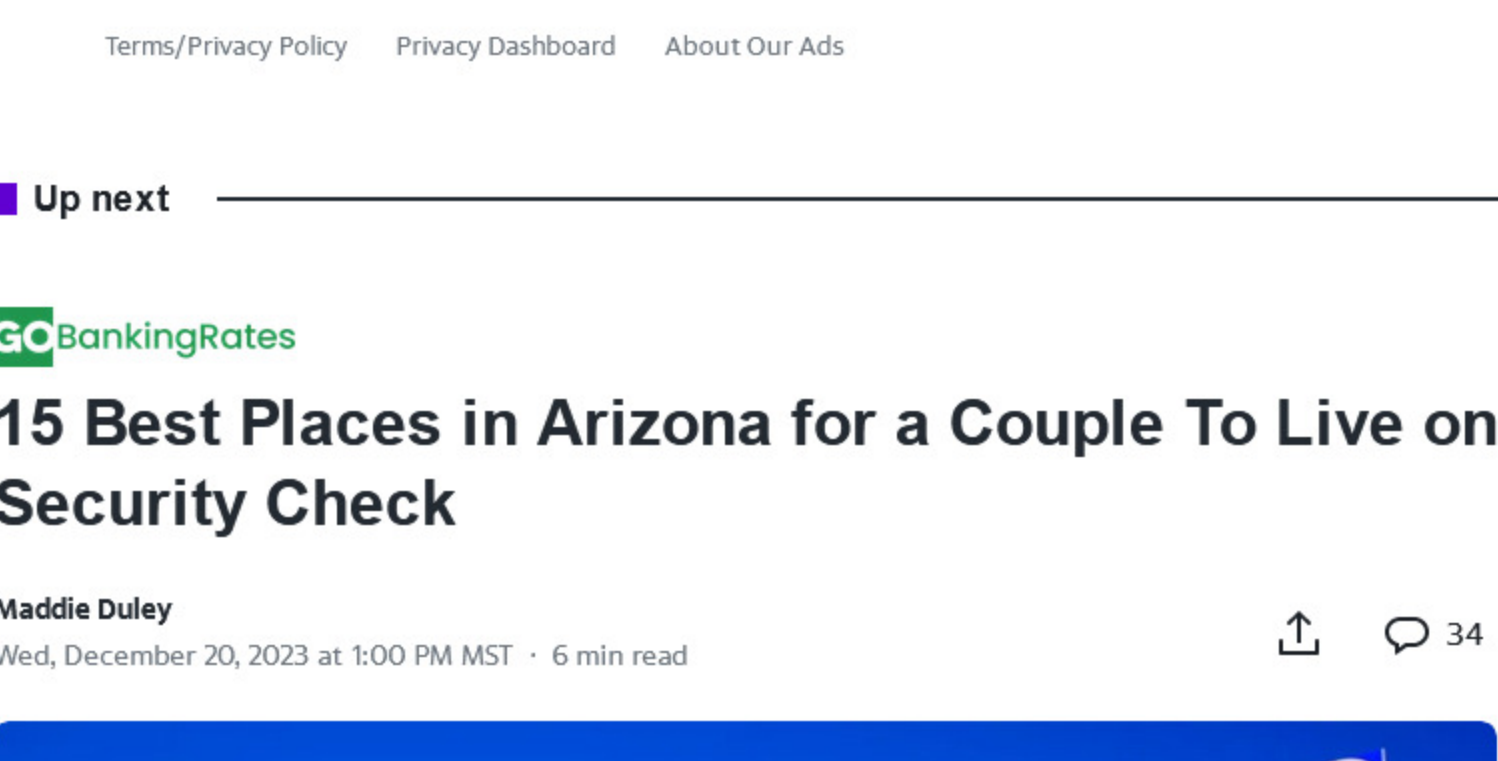 Terms/Privacy Policy Privacy Dashboard About Our Ads
Up next
GOBankingRates
15 Best Places in Arizona for a Couple To Live on
Security Check
Maddie Duley
Wed, December 20, 2023 at 1:00 PM MST · 6 min read
34